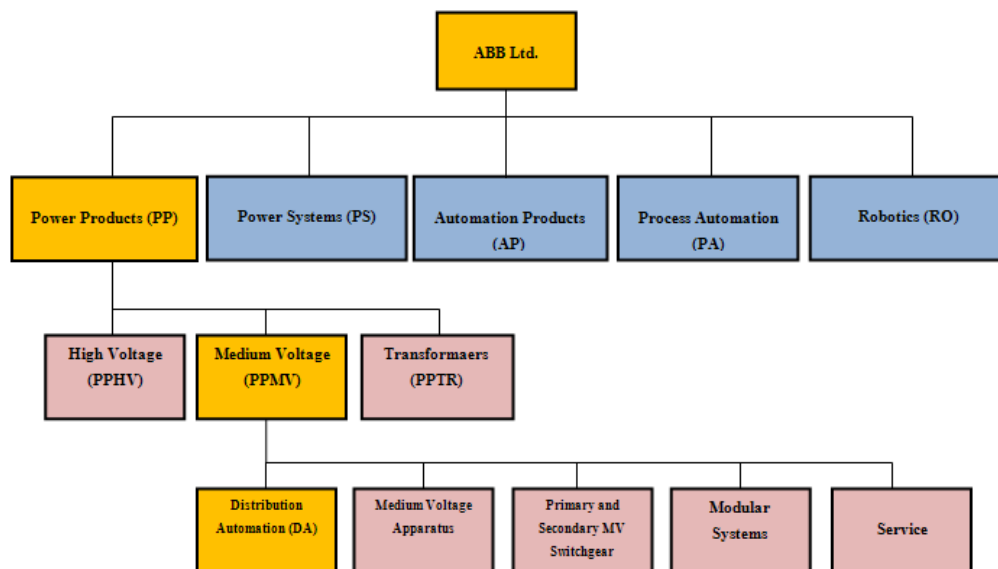 ABB Ltd.
Power Products (PP)
Power Systems (PS)
Automation Products
(AP)
Process Automation
(PA)
Robotics (RO)
High Voltage
(PPHV)
Medium Voltage
(PPMV)
Transformaers
(PPTR)
Distribution
Automation (DA)
Medium Voltage
Apparatus
Primary and
Secondary MV
Switchgear
Modular
Systems
Service